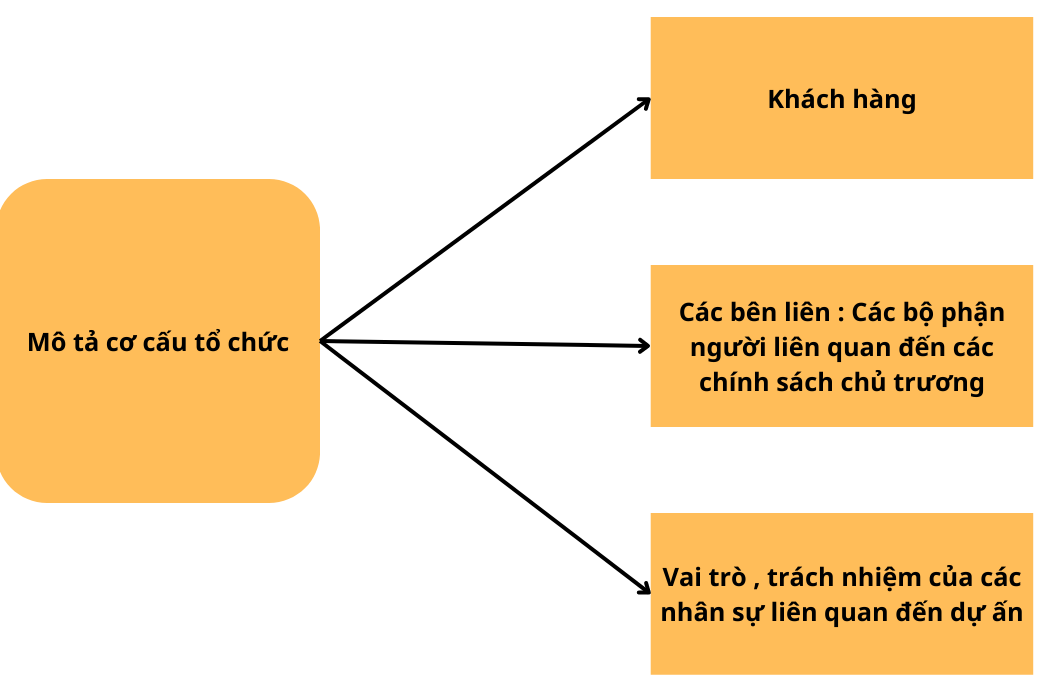 Mô tả cơ cấu tổ chức
Khách hàng
Các bên liên : Các bộ phận
người liên quan đến các
chính sách chủ trương
Vai trò , trách nhiệm của các
nhân sự liên quan đến dự ấn